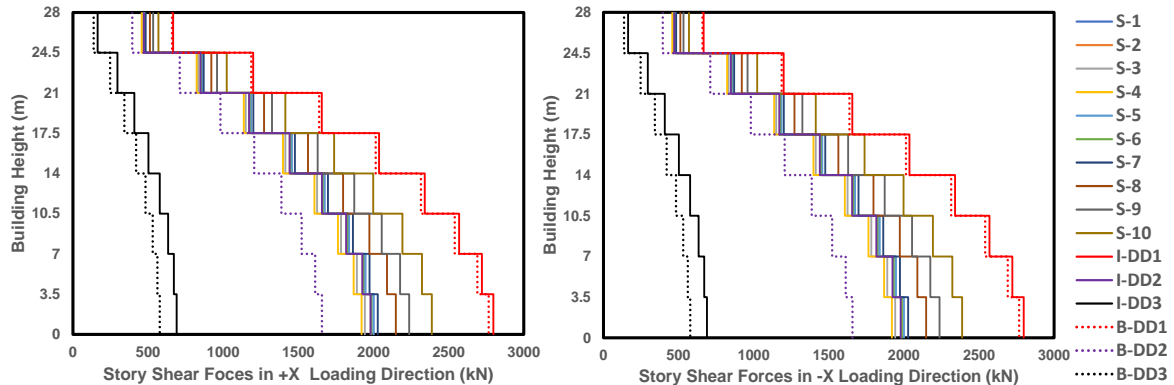 Building Height (m)
28
24.5
21
17.5
14
10.5
7
3.5
0
0 500 1000 1500 2000 2500 3000
Story Shear Foces in +X Loading Direction (kN)
Building Height (m)
28
24.5
21
17.5
14
10.5
7
3.5
0
0 500 1000 1500 2000 2500 3000
Story Shear Forces in -X Loading Direction (kN)
S-1
S-2
S-3
S-4
S-5
S-6
S-7
S-8
S-9
S-10
I-DD1
I-DD2
I-DD3
B-DD1
B-DD2
B-DD3